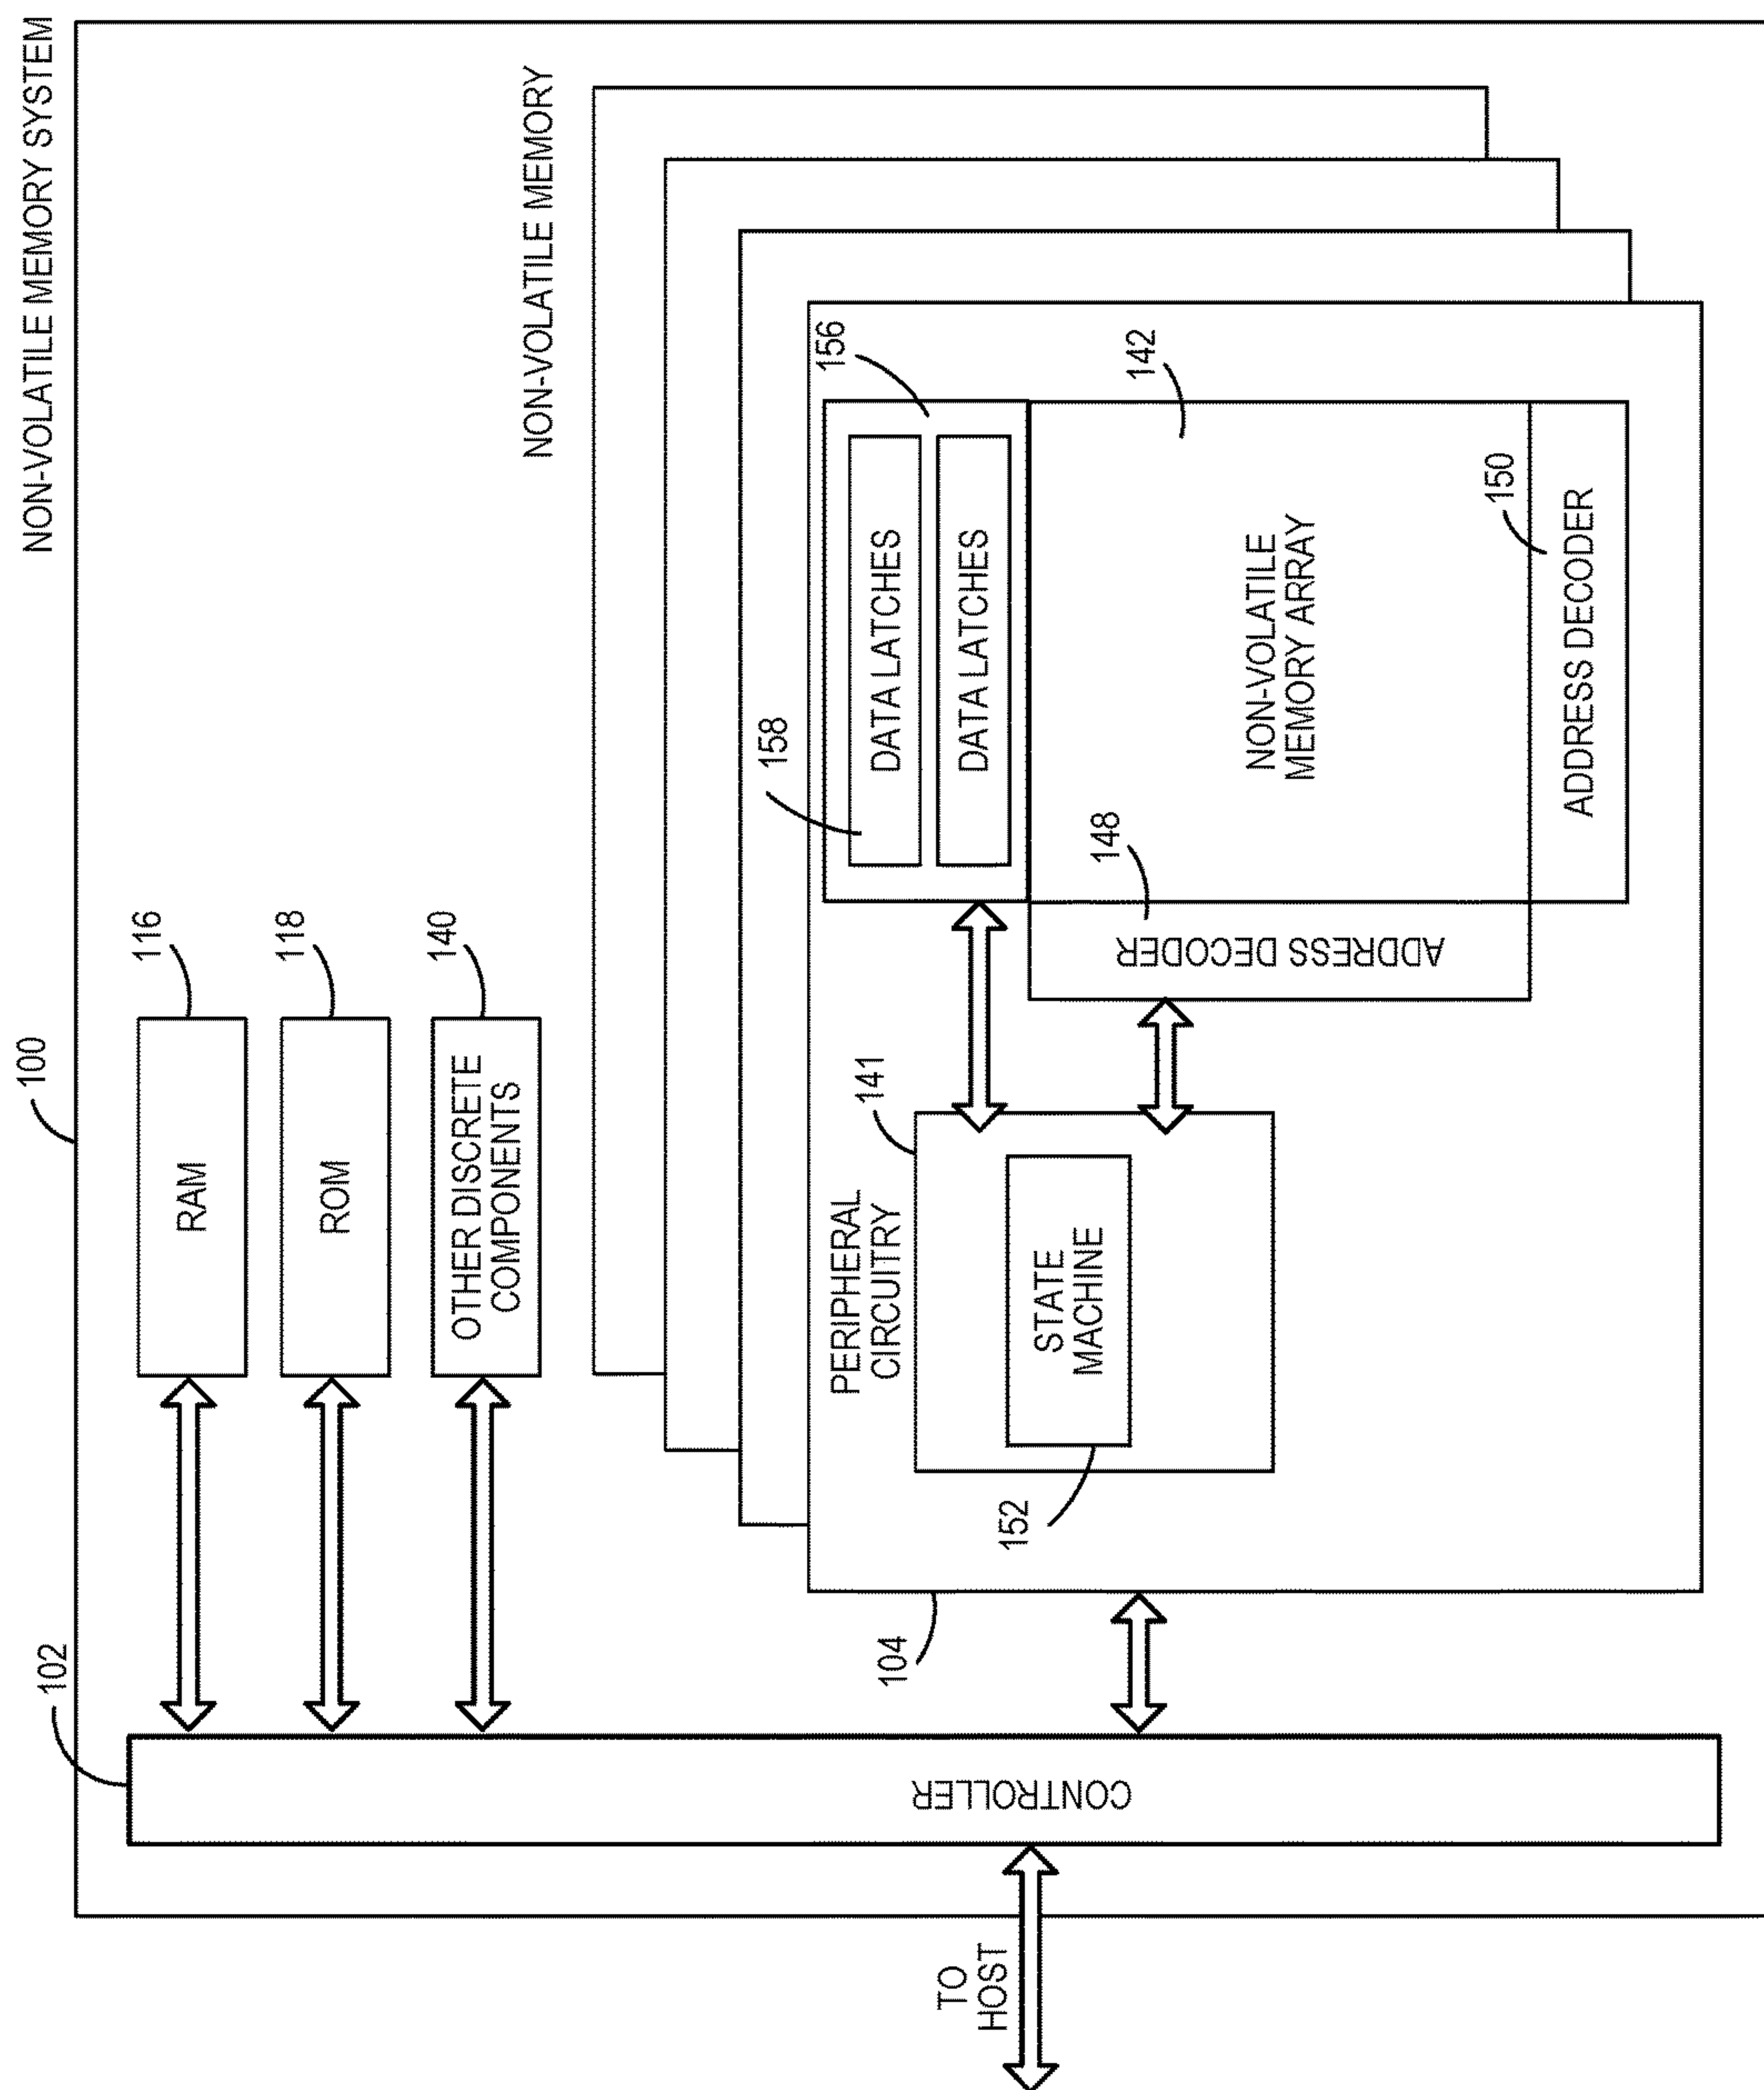 NON-VOLATILE MEMORY SYSTEM
100
102
RAM
116
ROM
118
OTHER DISCRETE
COMPONENTS
140
NON-VOLATILE MEMORY
CONTROLLER
TO
HOST
104
PERIPHERAL
CIRCUITRY
141
STATE
MACHINE
152
158
156
DATA LATCHES
DATA LATCHES
148
ADDRESS DECODER
NON-VOLATILE
MEMORY ARRAY
142
150
ADDRESS DECODER